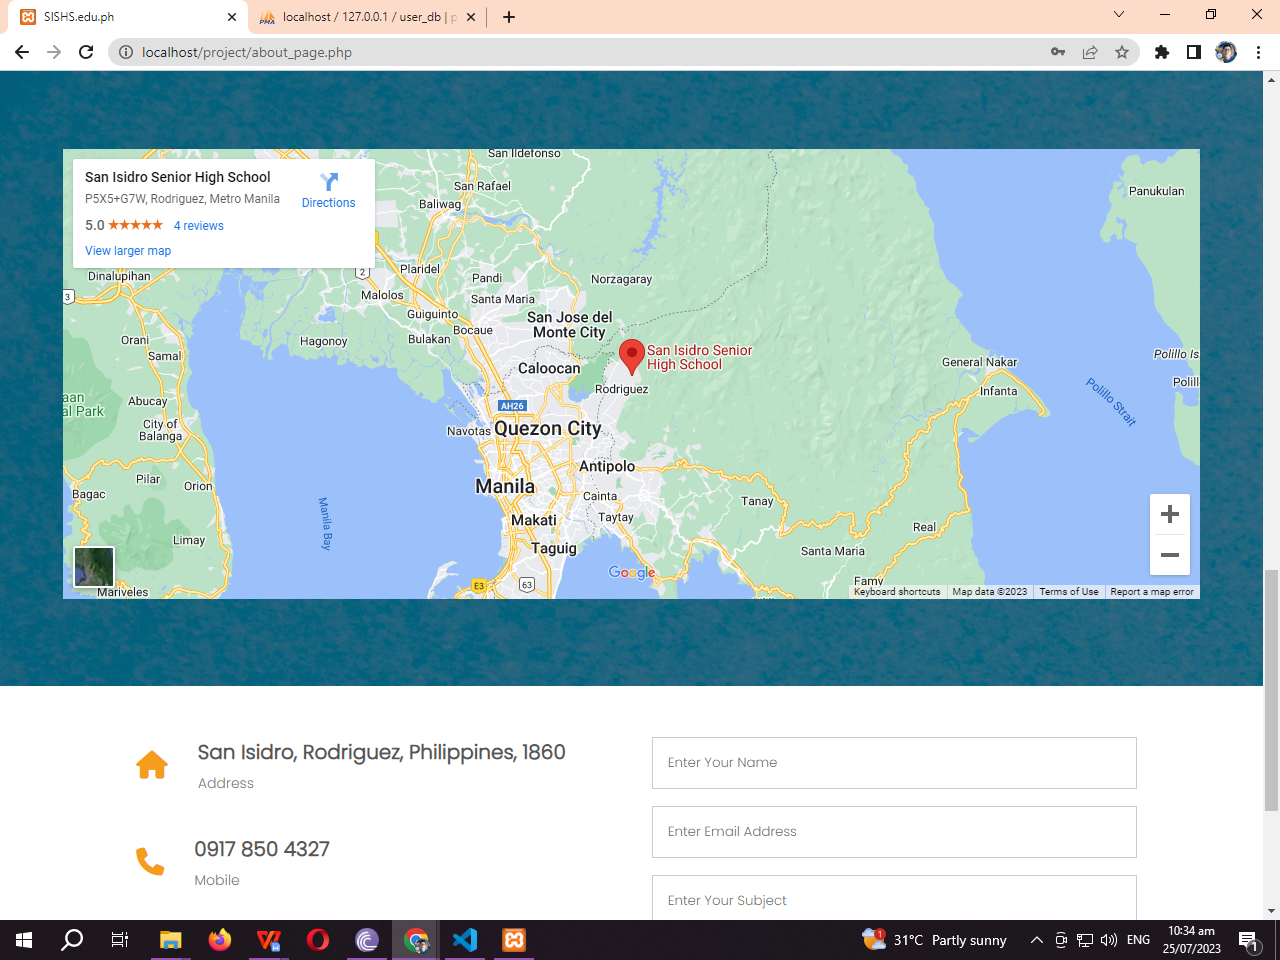 SISHS.edu.ph
localhost / 127.0.0.1 / user_db | p
localhost/project/about_page.php
San Isidro Senior High School
P5X5+G7W, Rodriguez, Metro Manila
5.0
4 reviews
View larger map
Directions
San Ildefonso
San Rafael
Baliwag
Panukulan
Dinalupihan
2
Plaridel
Pandi
Norzagaray
3
Malolos
Santa Maria
Guiguinto
San Jose del
Monte City
Bocaue
Orani
Hagonoy
Bulakan
Samal
San Isidro Senior
High School
General Nakar
Polillo Is
Caloocan
Rodriguez
Infanta
Polillo Strait
Abucay
AH26
City of
Balanga
Navotas
Quezon City
Antipolo
Pilar
Orion
Manila
Bagac
Cainta
Tanay
Manila Bay
Makati
Taytay
Real
Limay
Taguig
Santa Maria
Google
E3
63
Famy
Mariveles
Keyboard shortcuts
Map data ©2023
Terms of Use
Report a map error
San Isidro, Rodriguez, Philippines, 1860
Address
0917 850 4327
Mobile
Enter Your Name
Enter Email Address
Enter Your Subject
31°C Partly sunny
ENG
10:34 am
25/07/2023
1